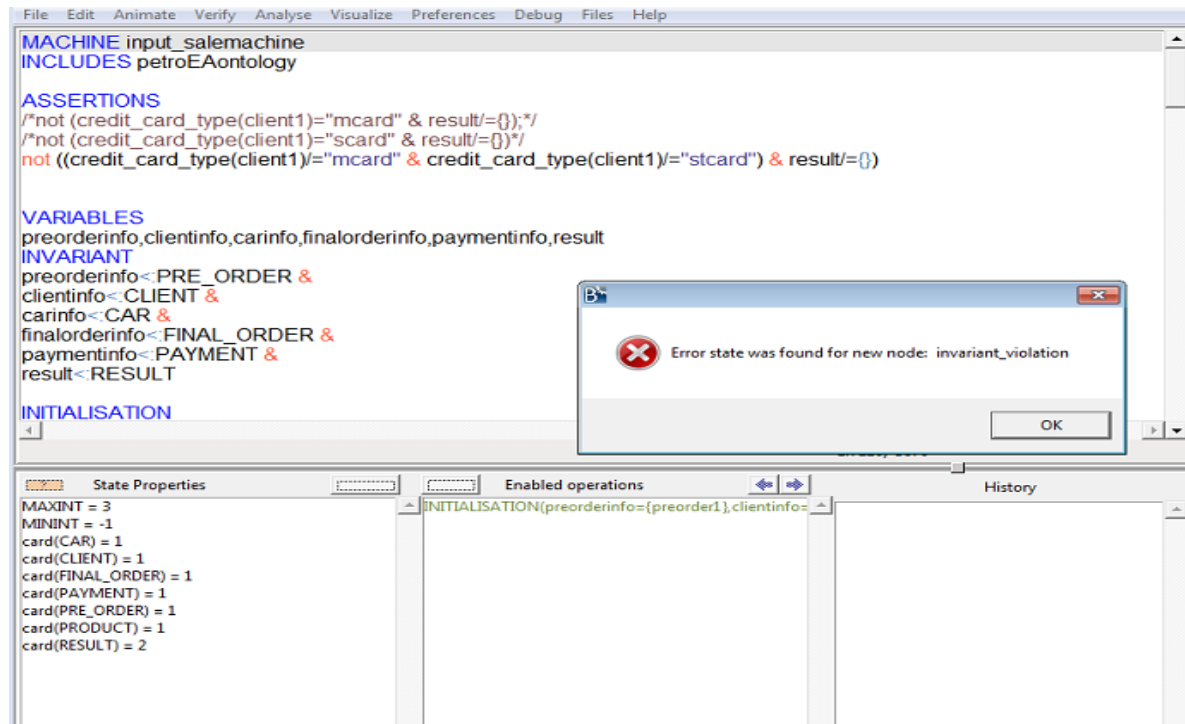 File Edit Animate Verify Analyse Visualize Preferences Debug Files Help
MACHINE input_salemachine
INCLUDES petroEAontology
ASSERTIONS
/*not (credit_card_type(client1)="mcard" & result/={});*/
/*not (credit_card_type(client1)="scard" & result/={})*/
not ((credit_card_type(client1)/="mcard" & credit_card_type(client1)/="stcard") & result/={})
VARIABLES
preorderinfo,clientinfo,carinfo,finalorderinfo,paymentinfo,result
INVARIANT
preorderinfo<:PRE_ORDER &
clientinfo<:CLIENT &
carinfo<:CAR &
finalorderinfo<:FINAL_ORDER &
paymentinfo<:PAYMENT &
result<:RESULT
INITIALISATION
Error state was found for new node: invariant_violation
OK
State Properties
MAXINT = 3
MININT = -1
card(CAR) = 1
card(CLIENT) = 1
card(FINAL_ORDER) = 1
card(PAYMENT) = 1
card(PRE_ORDER) = 1
card(PRODUCT) = 1
card(RESULT) = 2
Enabled operations
INITIALISATION(preorderinfo={preorder1},clientinfo=
History